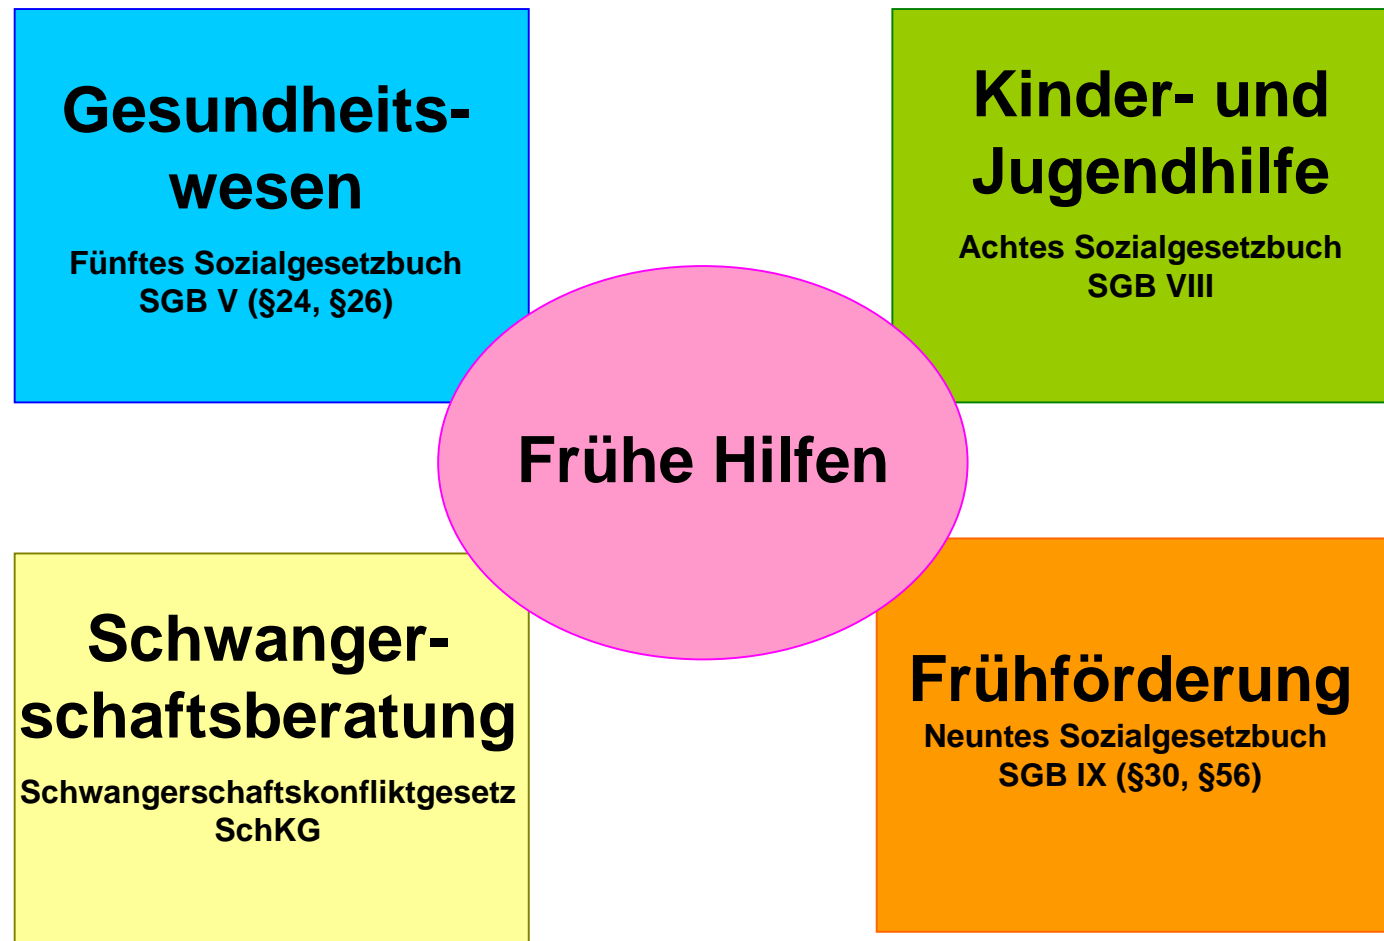 Gesundheits-
wesen
Fünftes Sozialgesetzbuch
SGB V (§24, §26)
Kinder- und
Jugendhilfe
Achtes Sozialgesetzbuch
SGB VIII
Frühe Hilfen
Schwanger-
schaftsberatung
Schwangerschaftskonfliktgesetz
SchKG
Frühförderung
Neuntes Sozialgesetzbuch
SGB IX (§30, §56)